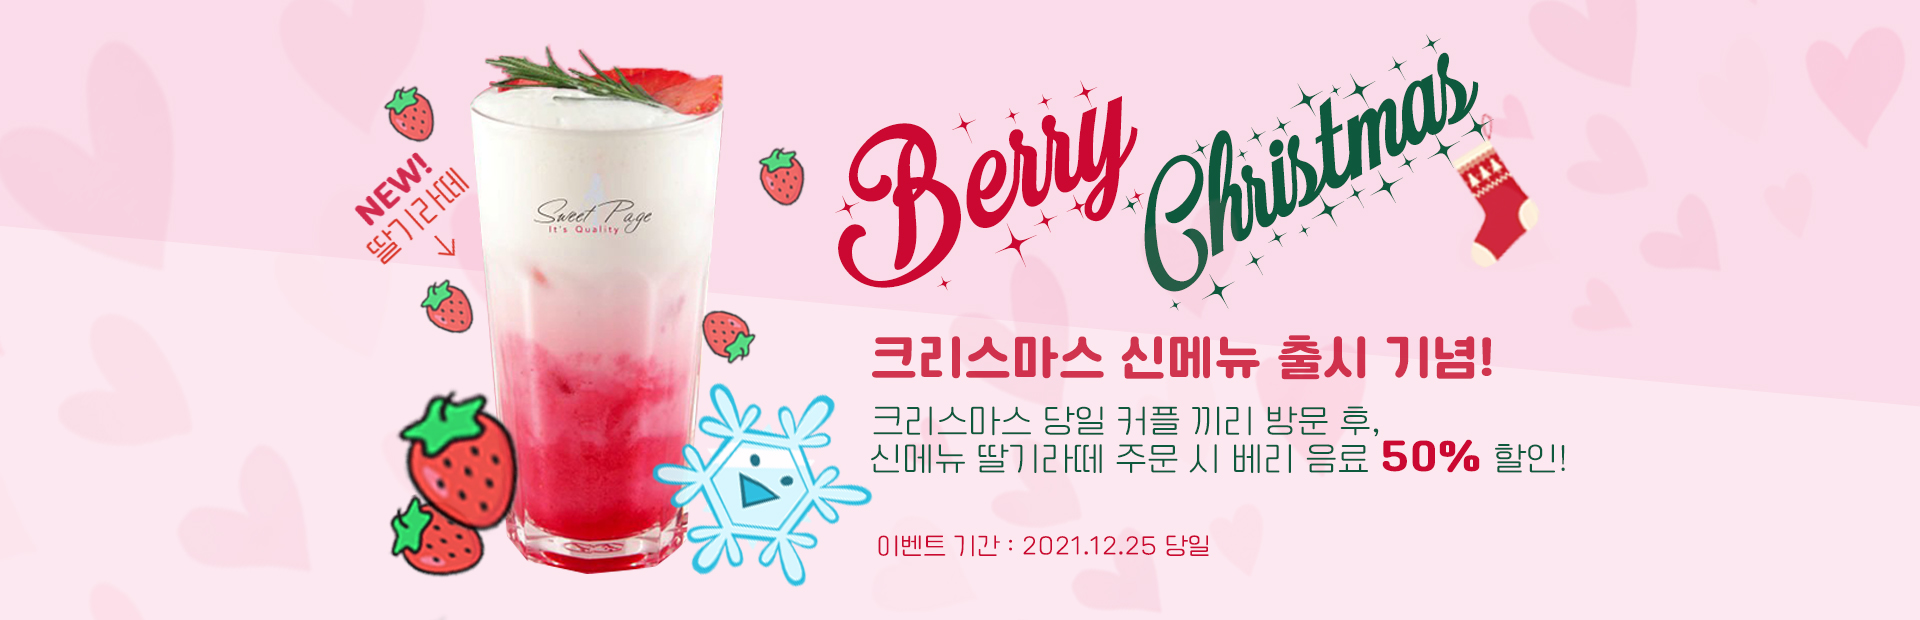 NEW!
딸기라떼
Sweet Page
It's Quality
Berry
Christmas
크리스마스 신메뉴 출시 기념!
크리스마스 당일 커플 끼리 방문 후,
신메뉴 딸기라떼 주문 시 베리 음료 50% 할인!
이벤트 기간 : 2021.12.25 당일